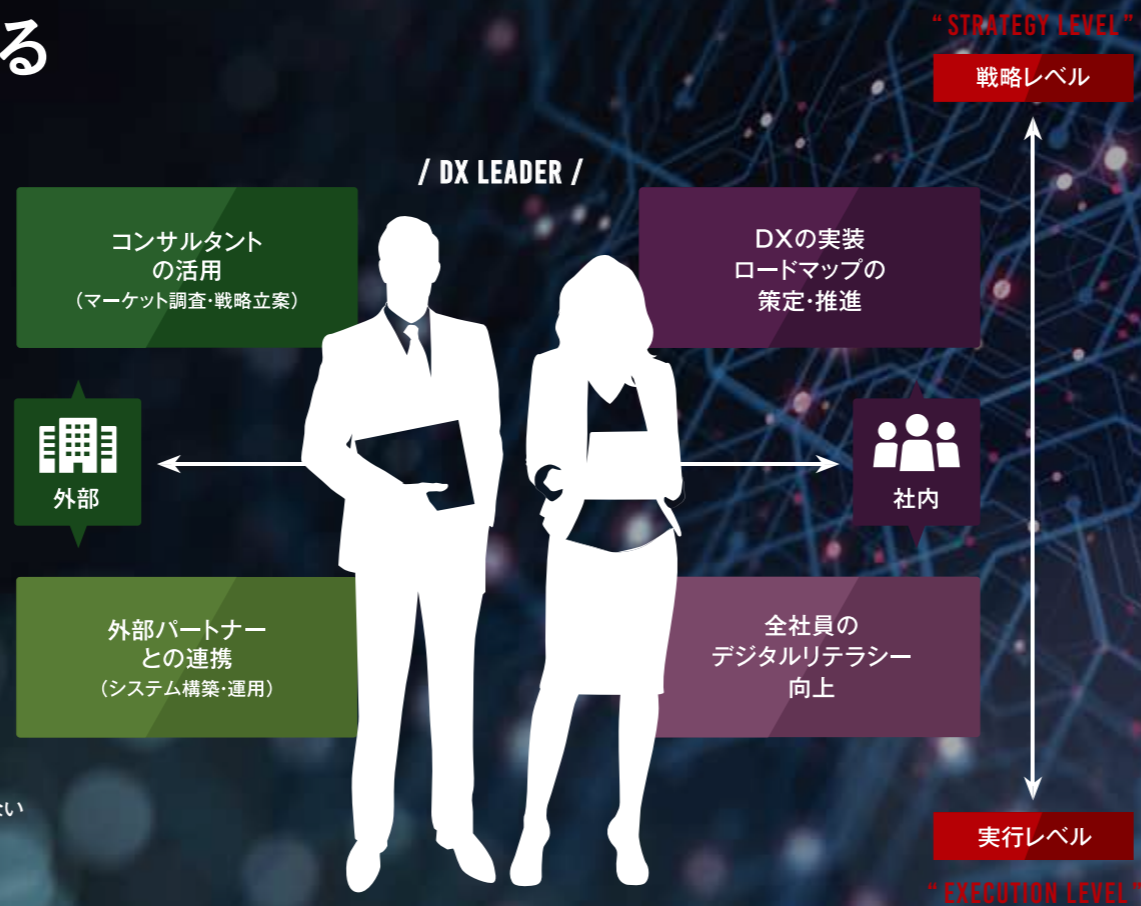 る
“ STRATEGY LEVEL ”
戦略レベル
/ DX LEADER /
コンサルタント
の活用
（マーケット調査・戦略立案）
DXの実装
ロードマップの
策定・推進
外部
社内
外部パートナー
との連携
（システム構築・運用）
全社員の
デジタルリテラシー
向上
い
実行レベル
“ EXECUTION LEVEL ”